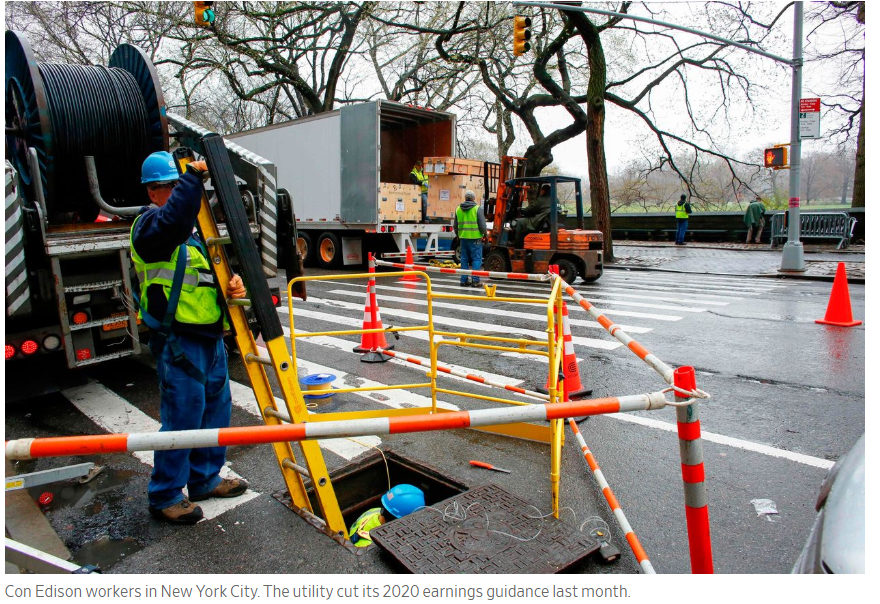 Con Edison workers in New York City. The utility cut its 2020 earnings guidance last month.